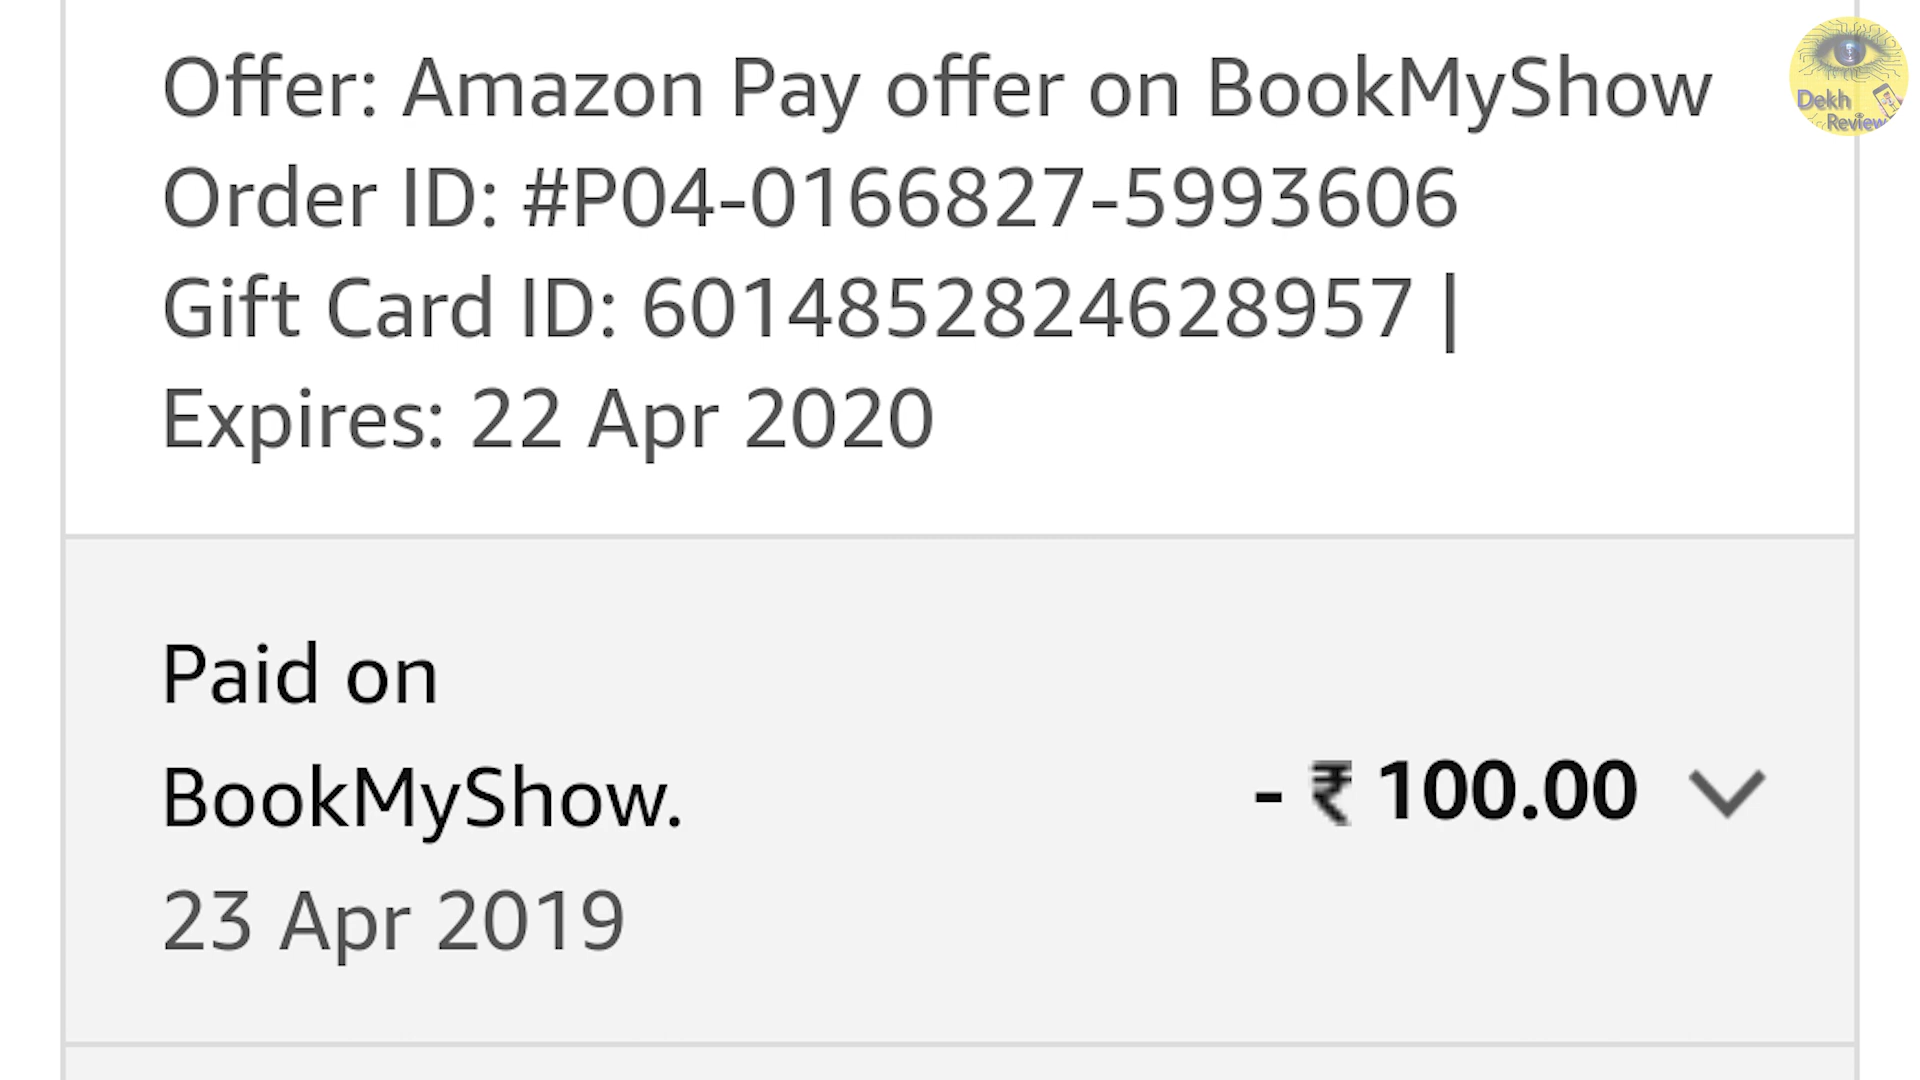 Offer: Amazon Pay offer on BookMyShow
Order ID: #P04-0166827-5993606
Gift Card ID: 6014852824628957 |
Expires: 22 Apr 2020
Paid on
BookMyShow.
- ₹ 100.00
23 Apr 2019
Dekh
Review